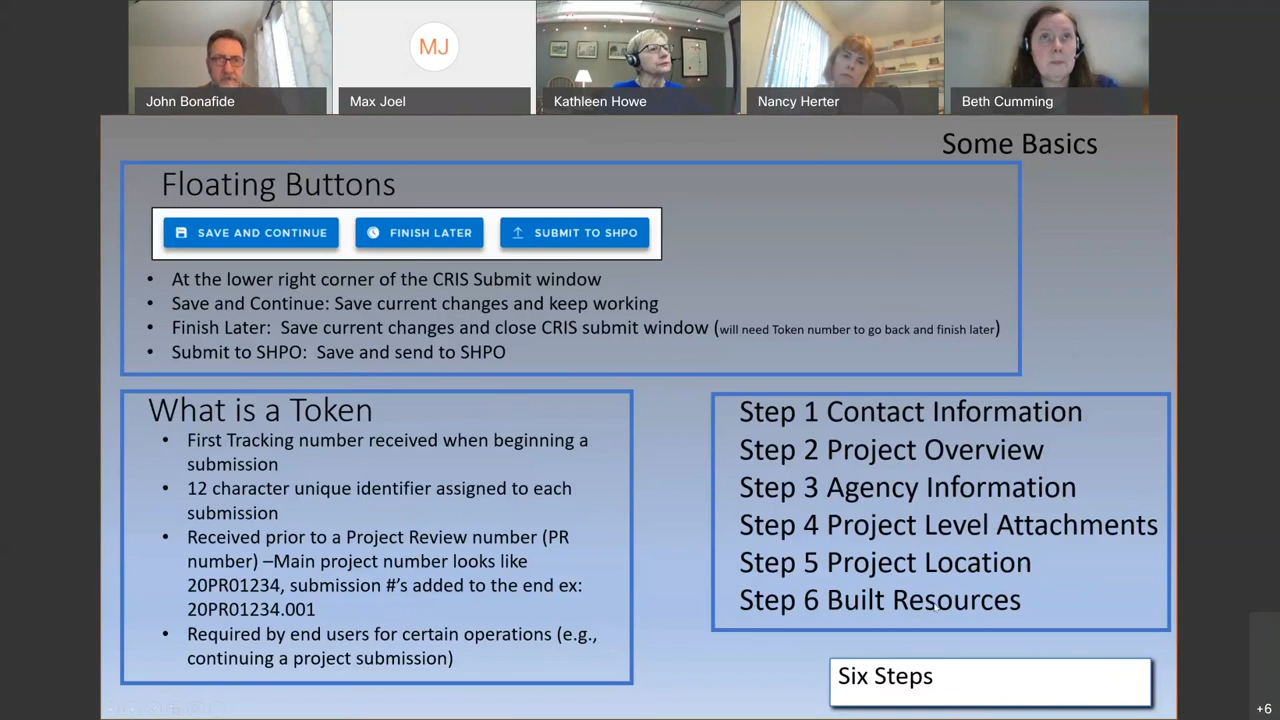 MJ
John Bonafide
Max Joel
Kathleen Howe
Nancy Herter
Beth Cumming
Some Basics
Floating Buttons
SAVE AND CONTINUE
FINISH LATER
SUBMIT TO SHPO
• At the lower right corner of the CRIS Submit window
• Save and Continue: Save current changes and keep working
• Finish Later: Save current changes and close CRIS submit window (will need Token number to go back and finish later)
• Submit to SHPO: Save and send to SHPO
What is a Token
• First Tracking number received when beginning a
submission
• 12 character unique identifier assigned to each
submission
• Received prior to a Project Review number (PR
number) –Main project number looks like
20PR01234, submission #'s added to the end ex:
20PR01234.001
• Required by end users for certain operations (e.g.,
continuing a project submission)
Step 1 Contact Information
Step 2 Project Overview
Step 3 Agency Information
Step 4 Project Level Attachments
Step 5 Project Location
Step 6 Built Resources
Six Steps
+6